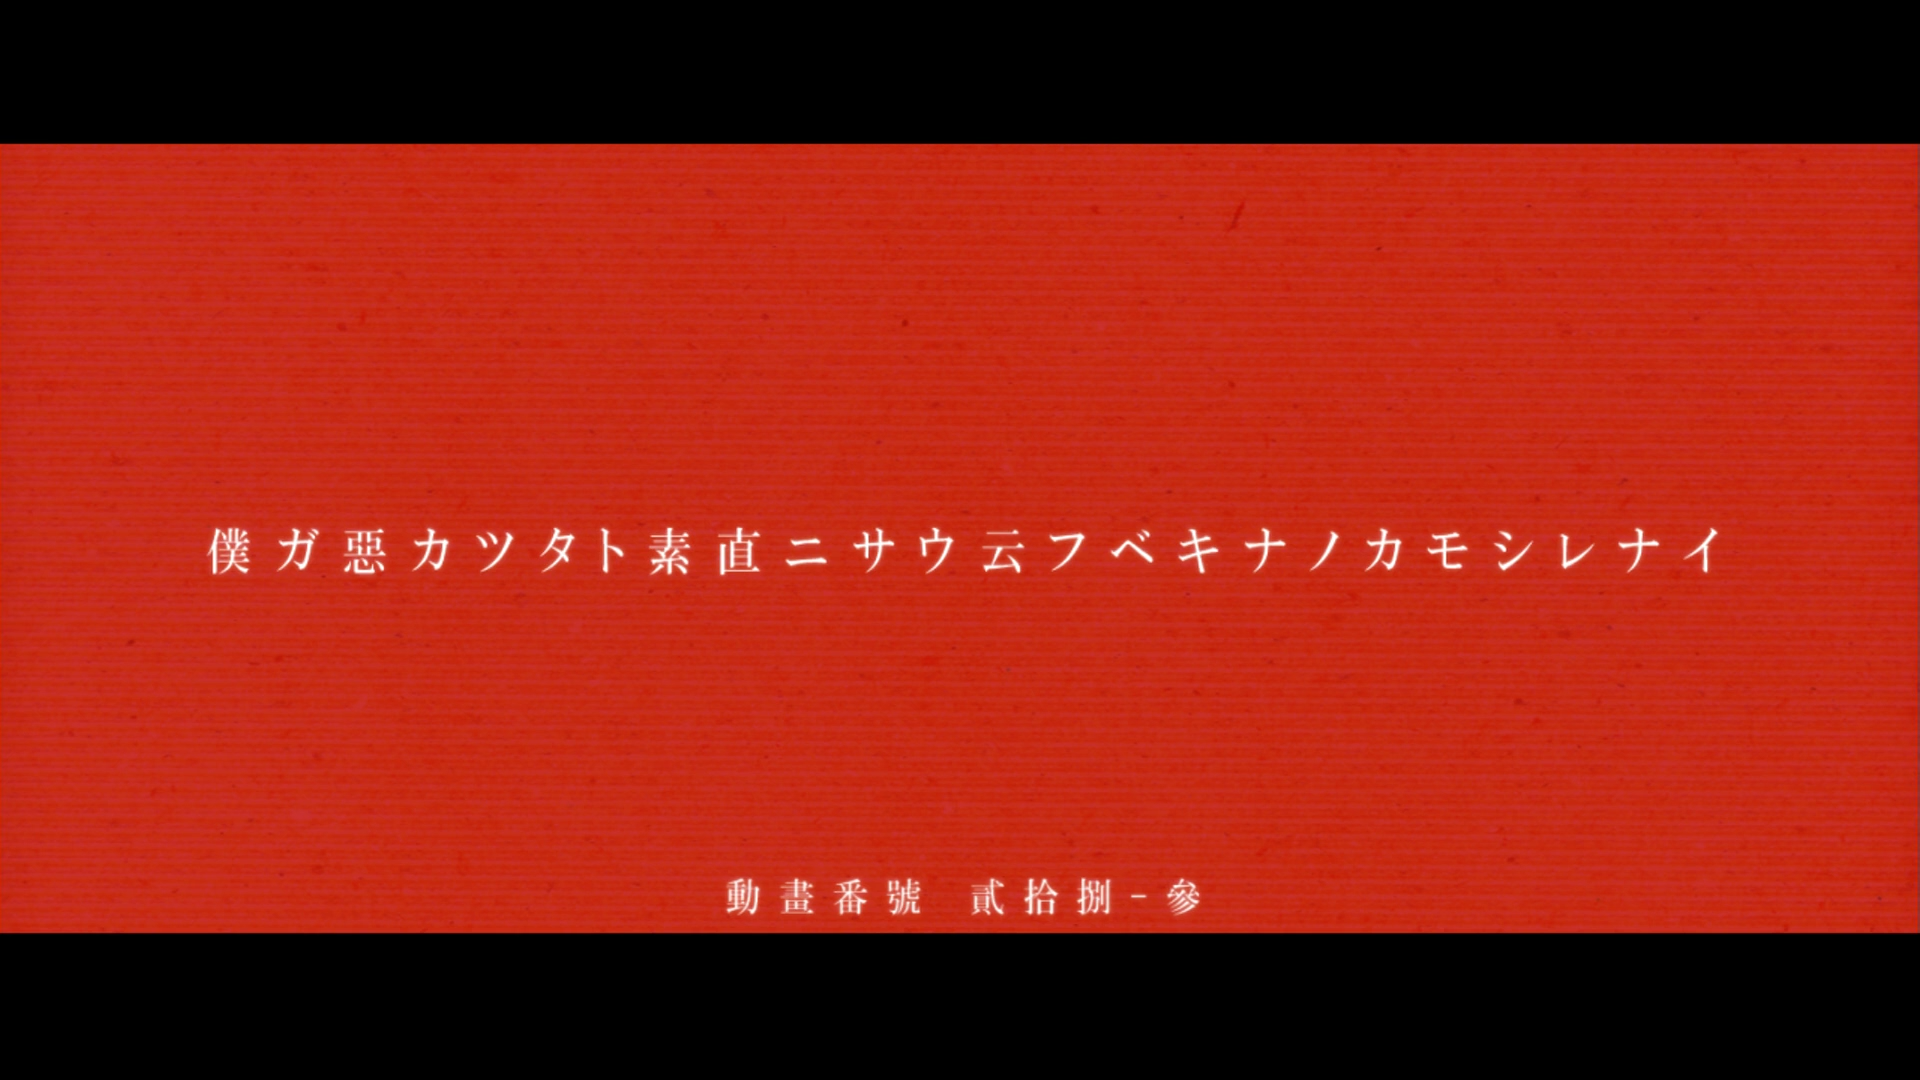 僕ガ惡カツタト素直ニサウ云フベキナノカモシレナイ
動畫番號 貳拾捌-參